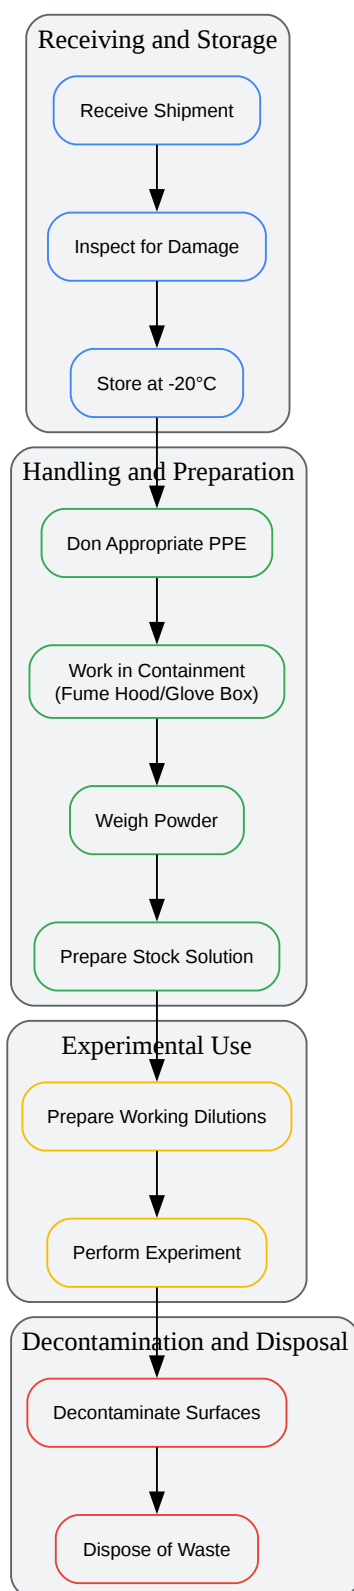 Receiving and Storage
Receive Shipment
Inspect for Damage
Store at -20°C
Handling and Preparation
Don Appropriate PPE
Work in Containment
(Fume Hood/Glove Box)
Weigh Powder
Prepare Stock Solution
Experimental Use
Prepare Working Dilutions
Perform Experiment
Decontamination and Disposal
Decontaminate Surfaces
Dispose of Waste